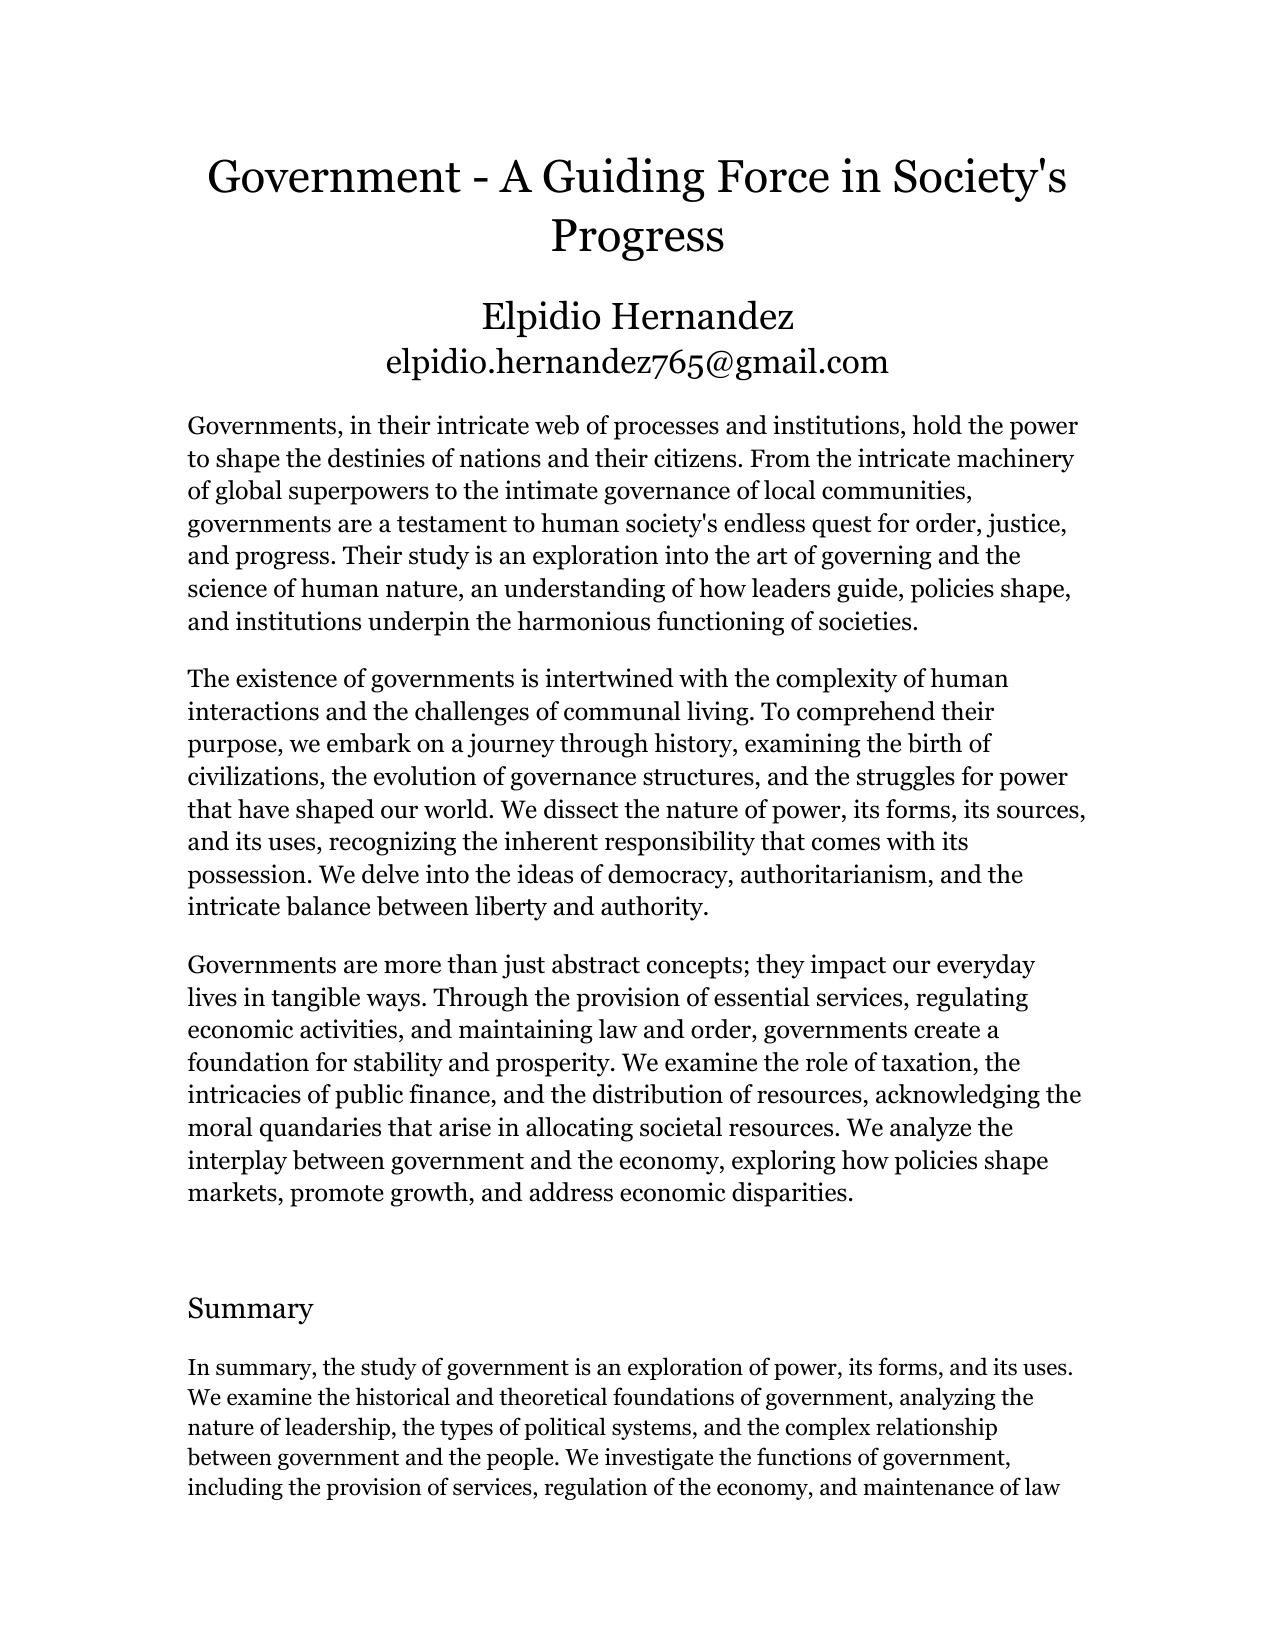 Government - A Guiding Force in Society's
Progress
Elpidio Hernandez
elpidio.hernandez765@gmail.com
Governments, in their intricate web of processes and institutions, hold the power
to shape the destinies of nations and their citizens. From the intricate machinery
of global superpowers to the intimate governance of local communities,
governments are a testament to human society's endless quest for order, justice,
and progress. Their study is an exploration into the art of governing and the
science of human nature, an understanding of how leaders guide, policies shape,
and institutions underpin the harmonious functioning of societies.
The existence of governments is intertwined with the complexity of human
interactions and the challenges of communal living. To comprehend their
purpose, we embark on a journey through history, examining the birth of
civilizations, the evolution of governance structures, and the struggles for power
that have shaped our world. We dissect the nature of power, its forms, its sources,
and its uses, recognizing the inherent responsibility that comes with its
possession. We delve into the ideas of democracy, authoritarianism, and the
intricate balance between liberty and authority.
Governments are more than just abstract concepts; they impact our everyday
lives in tangible ways. Through the provision of essential services, regulating
economic activities, and maintaining law and order, governments create a
foundation for stability and prosperity. We examine the role of taxation, the
intricacies of public finance, and the distribution of resources, acknowledging the
moral quandaries that arise in allocating societal resources. We analyze the
interplay between government and the economy, exploring how policies shape
markets, promote growth, and address economic disparities.
Summary
In summary, the study of government is an exploration of power, its forms, and its uses.
We examine the historical and theoretical foundations of government, analyzing the
nature of leadership, the types of political systems, and the complex relationship
between government and the people. We investigate the functions of government,
including the provision of services, regulation of the economy, and maintenance of law